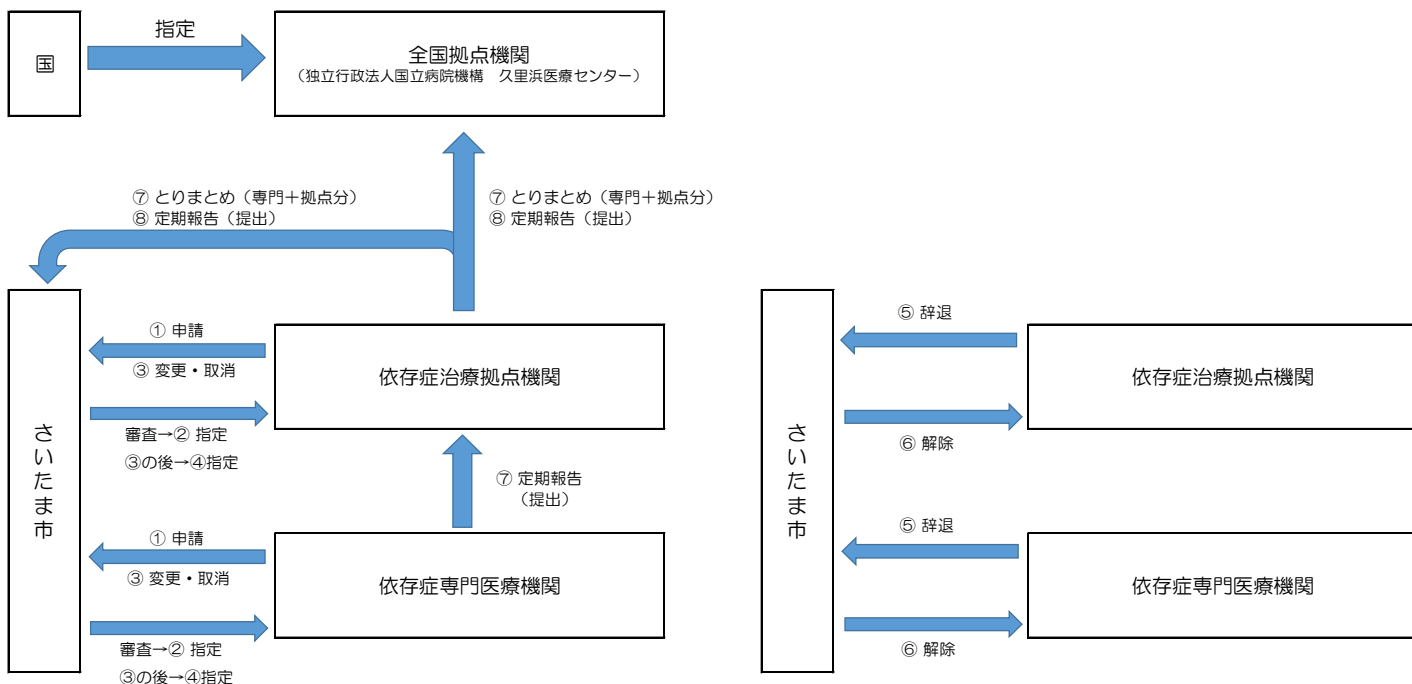 指定
国
全国拠点機関
（独立行政法人国立病院機構　久里浜医療センター）
⑦ とりまとめ（専門＋拠点分）
⑧ 定期報告（提出）
⑦ とりまとめ（専門＋拠点分）
⑧ 定期報告（提出）
さいたま市
① 申請
③ 変更・取消
審査→② 指定
③の後→④指定
依存症治療拠点機関
⑦ 定期報告
（提出）
① 申請
③ 変更・取消
審査→② 指定
③の後→④指定
依存症専門医療機関
さいたま市
⑤ 辞退
⑥ 解除
依存症治療拠点機関
⑤ 辞退
⑥ 解除
依存症専門医療機関